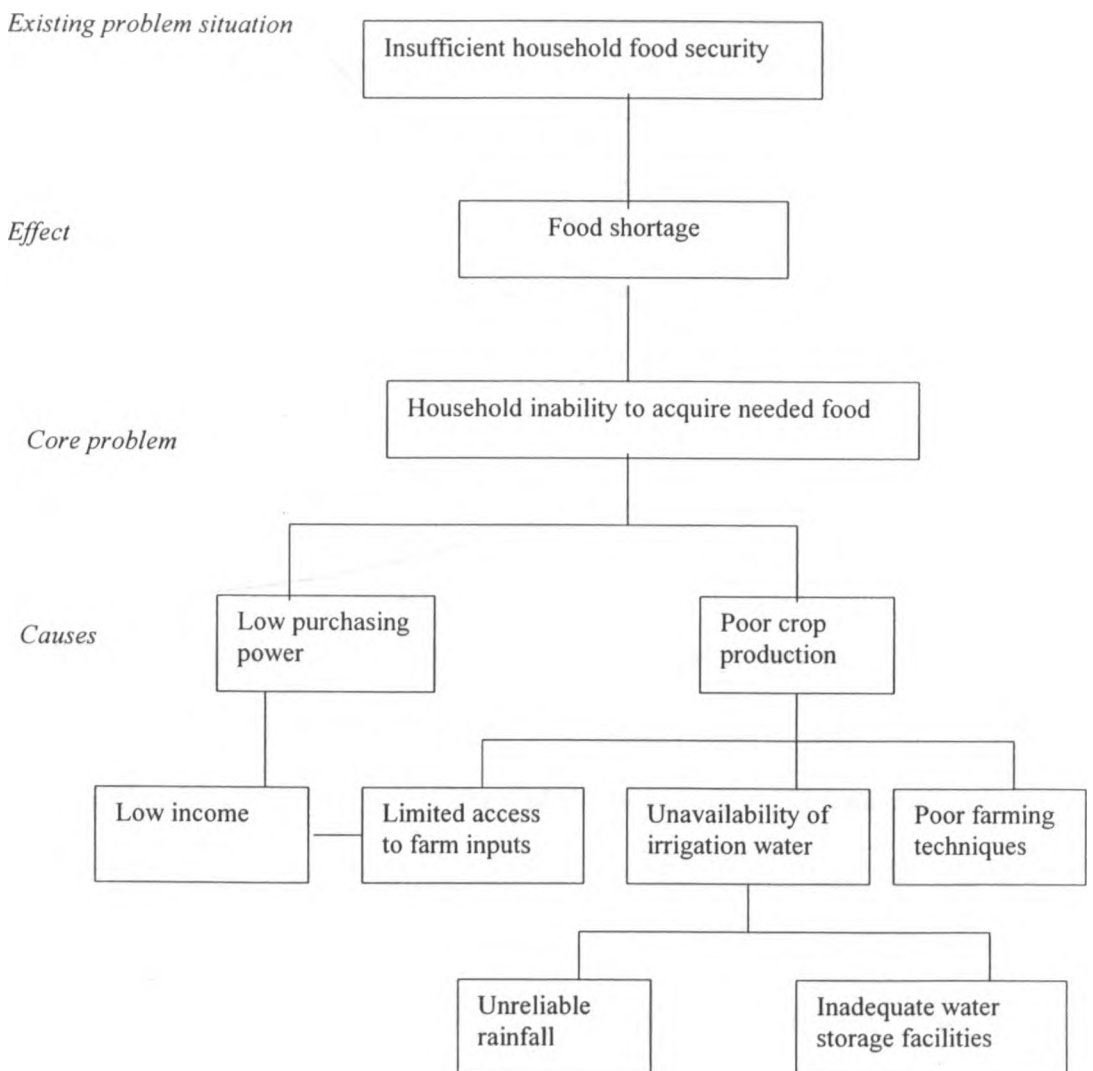 Existing problem situation
Insufficient household food security
Effect
Food shortage
Household inability to acquire needed food
Core problem
Causes
Low purchasing
power
Poor crop
production
Low income
Limited access
to farm inputs
Unavailability of
irrigation water
Poor farming
techniques
Unreliable
rainfall
Inadequate water
storage facilities